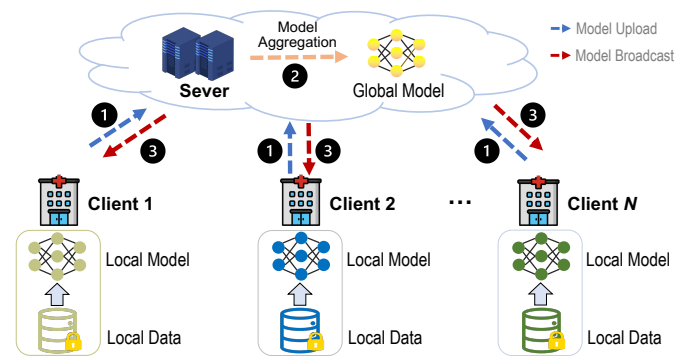 Model
Aggregation
Model Upload
Model Broadcast
2
Sever
Global Model
1
3
1
3
3
1
Client 1
Client 2
...
Client N
Local Model
Local Model
Local Model
Local Data
Local Data
Local Data